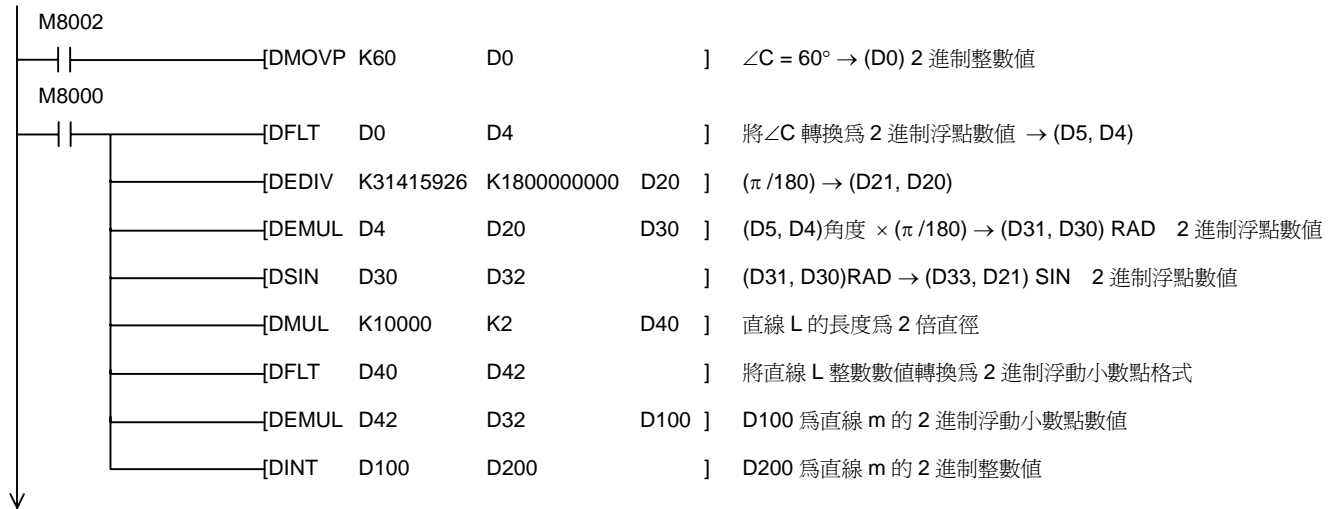 M8002
[DMOVP K60 D0 ] ∠C = 60° → (D0) 2 進制整數值
M8000
[DFLT D0 D4 ] 將∠C 轉換爲 2 進制浮點數值 → (D5, D4)
[DEDIV K31415926 K1800000000 D20 ] (π /180) → (D21, D20)
[DEMUL D4 D20 D30 ] (D5, D4)角度 × (π /180) → (D31, D30) RAD 2 進制浮點數值
[DSIN D30 D32 ] (D31, D30)RAD → (D33, D21) SIN 2 進制浮點數值
[DMUL K10000 K2 D40 ] 直線 L 的長度爲 2 倍直徑
[DFLT D40 D42 ] 將直線 L 整數數值轉換爲 2 進制浮動小數點格式
[DEMUL D42 D32 D100 ] D100 爲直線 m 的 2 進制浮動小數點數值
[DINT D100 D200 ] D200 爲直線 m 的 2 進制整數值